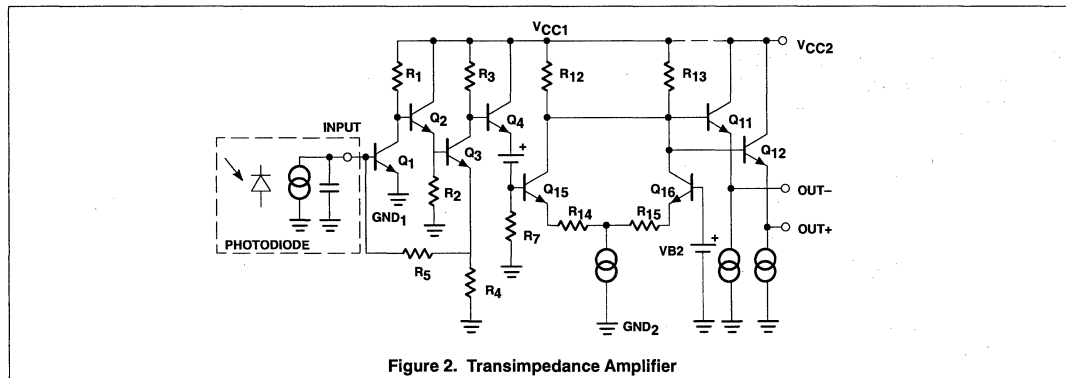 VCC1
VCC2
R1
R3
R12
R13
Q2
Q4
Q11
INPUT
Q1
Q3
Q12
Q15
Q16
OUT–
R2
GND1
R14
R15
OUT+
R7
VB2
PHOTODIODE
R5
R4
GND2
+
+
Figure 2. Transimpedance Amplifier